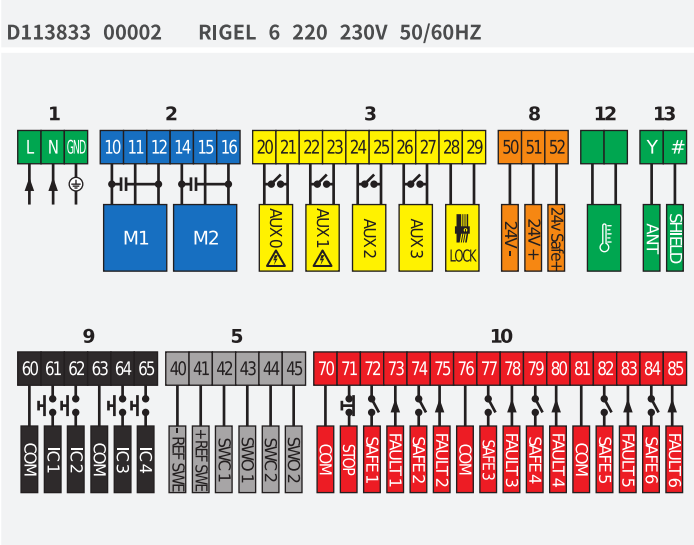 D113833 00002 RIGEL 6 220 230V 50/60HZ
1 2 3 8 12 13
L N GND 10 11 12 14 15 16 20 21 22 23 24 25 26 27 28 29 50 51 52 Y #
M1 M2 AUX 0 AUX 1 AUX 2 AUX 3 LOCK 24V - 24V + 24V Safe+ ANT SHIELD
9 5 10
60 61 62 63 64 65 40 41 42 43 44 45 70 71 72 73 74 75 76 77 78 79 80 81 82 83 84 85
COM IC 1 IC 2 COM IC 3 IC 4 -REF SWE +REF SWE SWC 1 SWO 1 SWC 2 SWO 2 COM STOP SAFE 1 FAULT 1 SAFE 2 FAULT 2 COM SAFE3 FAULT 3 SAFE 4 FAULT 4 COM SAFE 5 FAULT 5 SAFE 6 FAULT 6